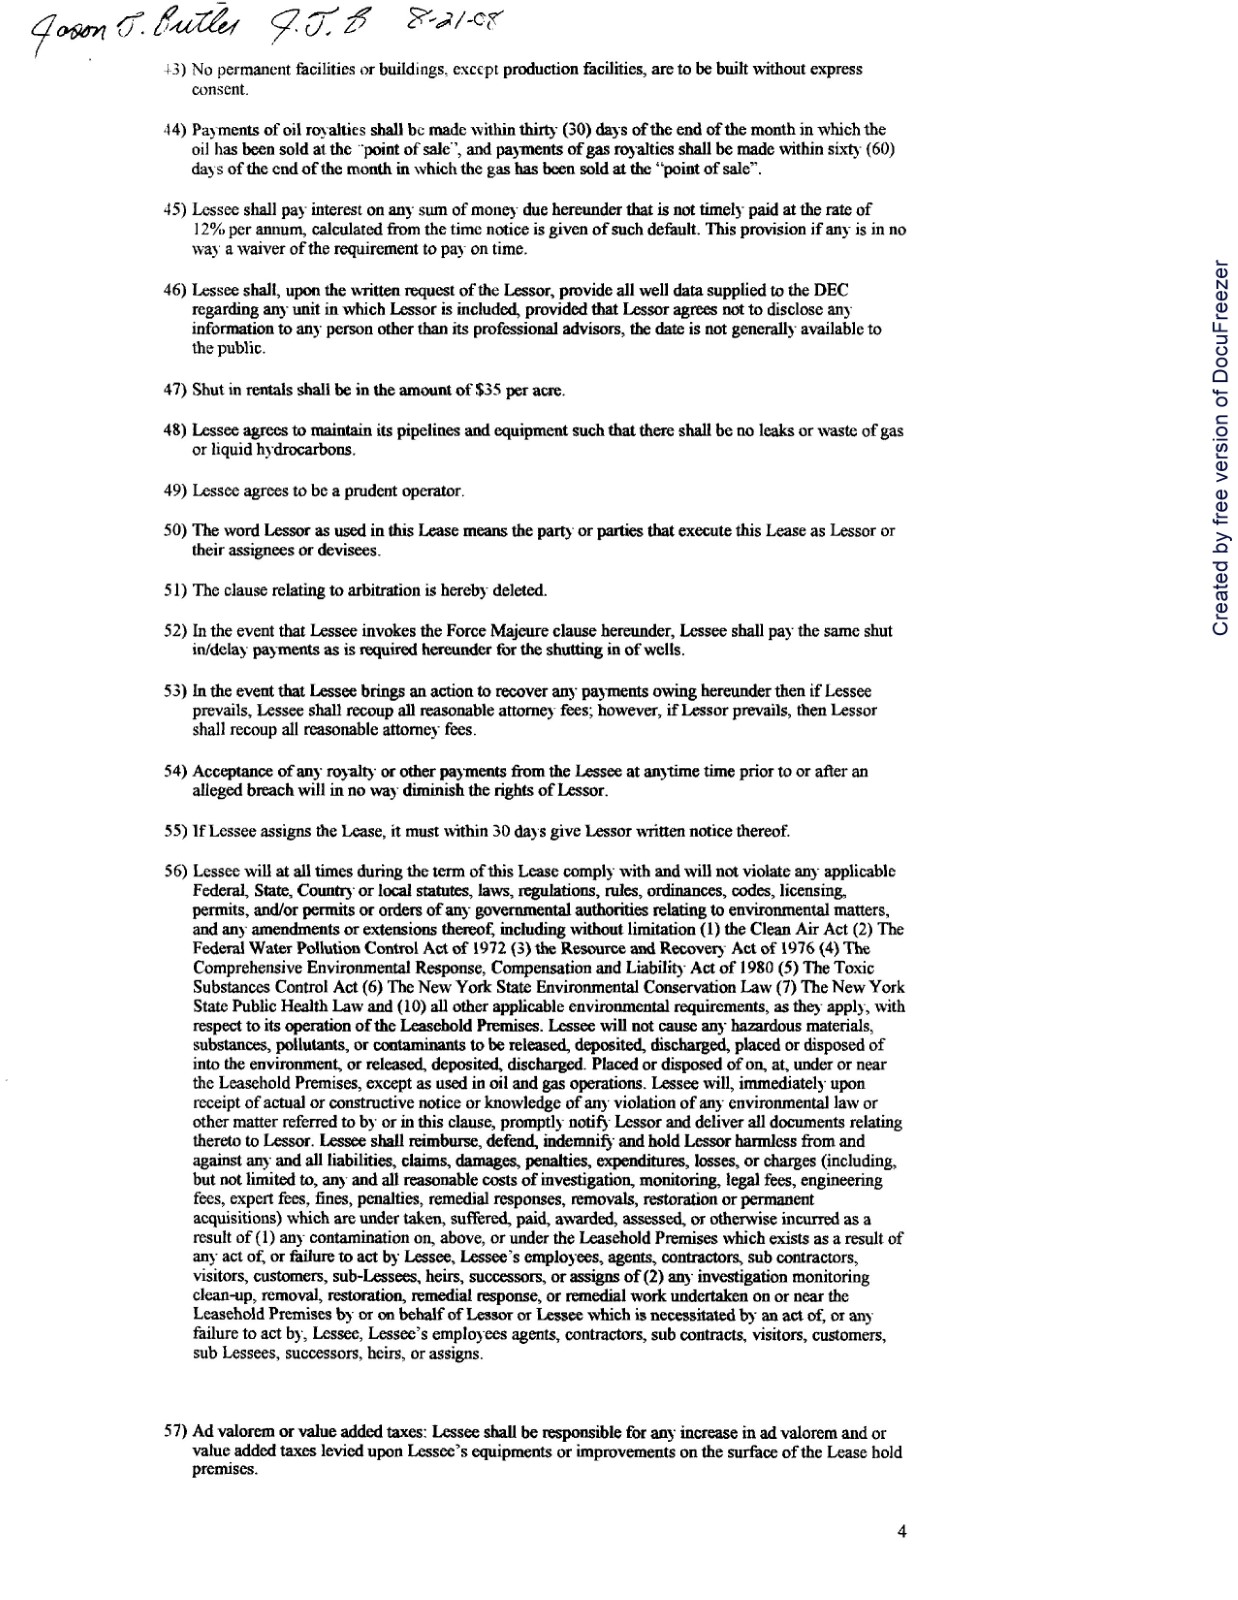 Jason J. Butler J.J.B 8-21-08
43) No permanent facilities or buildings, except production facilities, are to be built without express
consent.
44) Payments of oil royalties shall be made within thirty (30) days of the end of the month in which the
oil has been sold at the "point of sale", and payments of gas royalties shall be made within sixty (60)
days of the end of the month in which the gas has been sold at the "point of sale".
45) Lessee shall pay interest on any sum of money due hereunder that is not timely paid at the rate of
12% per annum, calculated from the time notice is given of such default. This provision if any is in no
way a waiver of the requirement to pay on time.
46) Lessee shall, upon the written request of the Lessor, provide all well data supplied to the DEC
regarding any unit in which Lessor is included, provided that Lessor agrees not to disclose any
information to any person other than its professional advisors, the date is not generally available to
the public.
47) Shut in rentals shall be in the amount of $35 per acre.
48) Lessee agrees to maintain its pipelines and equipment such that there shall be no leaks or waste of gas
or liquid hydrocarbons.
49) Lessee agrees to be a prudent operator.
50) The word Lessor as used in this Lease means the party or parties that execute this Lease as Lessor or
their assignees or devisees.
51) The clause relating to arbitration is hereby deleted.
52) In the event that Lessee invokes the Force Majeure clause hereunder, Lessee shall pay the same shut
in/delay payments as is required hereunder for the shutting in of wells.
53) In the event that Lessee brings an action to recover any payments owing hereunder then if Lessee
prevails, Lessee shall recoup all reasonable attorney fees; however, if Lessor prevails, then Lessor
shall recoup all reasonable attorney fees.
54) Acceptance of any royalty or other payments from the Lessee at anytime time prior to or after an
alleged breach will in no way diminish the rights of Lessor.
55) If Lessee assigns the Lease, it must within 30 days give Lessor written notice thereof.
56) Lessee will at all times during the term of this Lease comply with and will not violate any applicable
Federal, State, Country or local statutes, laws, regulations, rules, ordinances, codes, licensing,
permits, and/or permits or orders of any governmental authorities relating to environmental matters,
and any amendments or extensions thereof, including without limitation (1) the Clean Air Act (2) The
Federal Water Pollution Control Act of 1972 (3) the Resource and Recovery Act of 1976 (4) The
Comprehensive Environmental Response, Compensation and Liability Act of 1980 (5) The Toxic
Substances Control Act (6) The New York State Environmental Conservation Law (7) The New York
State Public Health Law and (10) all other applicable environmental requirements, as they apply, with
respect to its operation of the Leasehold Premises. Lessee will not cause any hazardous materials,
substances, pollutants, or contaminants to be released, deposited, discharged, placed or disposed of
into the environment, or released, deposited, discharged. Placed or disposed of on, at, under or near
the Leasehold Premises, except as used in oil and gas operations. Lessee will, immediately upon
receipt of actual or constructive notice or knowledge of any violation of any environmental law or
other matter referred to by or in this clause, promptly notify Lessor and deliver all documents relating
thereto to Lessor. Lessee shall reimburse, defend, indemnify and hold Lessor harmless from and
against any and all liabilities, claims, damages, penalties, expenditures, losses, or charges (including,
but not limited to, any and all reasonable costs of investigation, monitoring, legal fees, engineering
fees, expert fees, fines, penalties, remedial responses, removals, restoration or permanent
acquisitions) which are under taken, suffered, paid, awarded, assessed, or otherwise incurred as a
result of (1) any contamination on, above, or under the Leasehold Premises which exists as a result of
any act of, or failure to act by Lessee, Lessee's employees, agents, contractors, sub contractors,
visitors, customers, sub-Lessees, heirs, successors, or assigns of (2) any investigation monitoring
clean-up, removal, restoration, remedial response, or remedial work undertaken on or near the
Leasehold Premises by or on behalf of Lessor or Lessee which is necessitated by an act of, or any
failure to act by, Lessee, Lessee's employees agents, contractors, sub contracts, visitors, customers,
sub Lessees, successors, heirs, or assigns.
57) Ad valorem or value added taxes: Lessee shall be responsible for any increase in ad valorem and or
value added taxes levied upon Lessee's equipments or improvements on the surface of the Lease hold
premises.
4
Created by free version of DocuFreezer